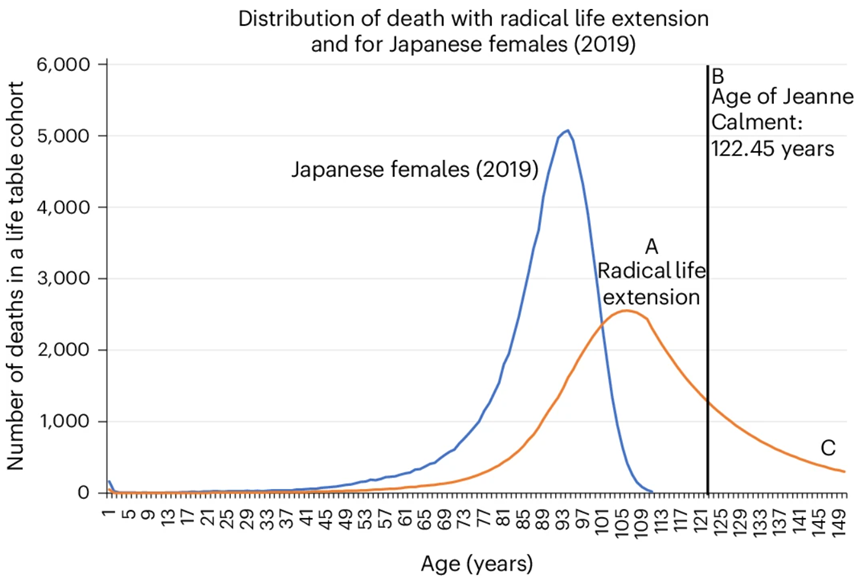 Distribution of death with radical life extension
and for Japanese females (2019)
Number of deaths in a life table cohort
6,000
5,000
4,000
3,000
2,000
1,000
0
Japanese females (2019)
A
Radical life
extension
B
Age of Jeanne
Calment:
122.45 years
C
1 5 9 13 17 21 25 29 33 37 41 45 49 53 57 61 65 69 73 77 81 85 89 93 97 101 105 109 113 117 121 125 129 133 137 141 145 149
Age (years)